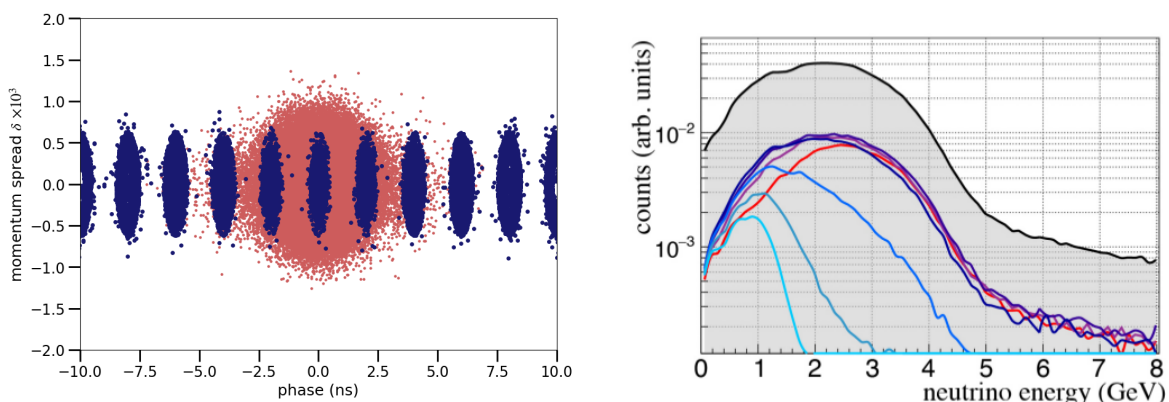 2.0
1.5
1.0
0.5
0.0
−0.5
−1.0
−1.5
−2.0
momentum spread δ ×10³
−10.0 −7.5 −5.0 −2.5 0.0 2.5 5.0 7.5 10.0
phase (ns)
counts (arb. units)
10⁻²
10⁻³
0 1 2 3 4 5 6 7 8
neutrino energy (GeV)